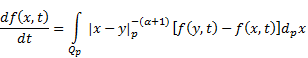 df(x,t)/dt = ∫_{Q_p} |x − y|_p^{−(α+1)} [f(y,t) − f(x,t)]d_p x